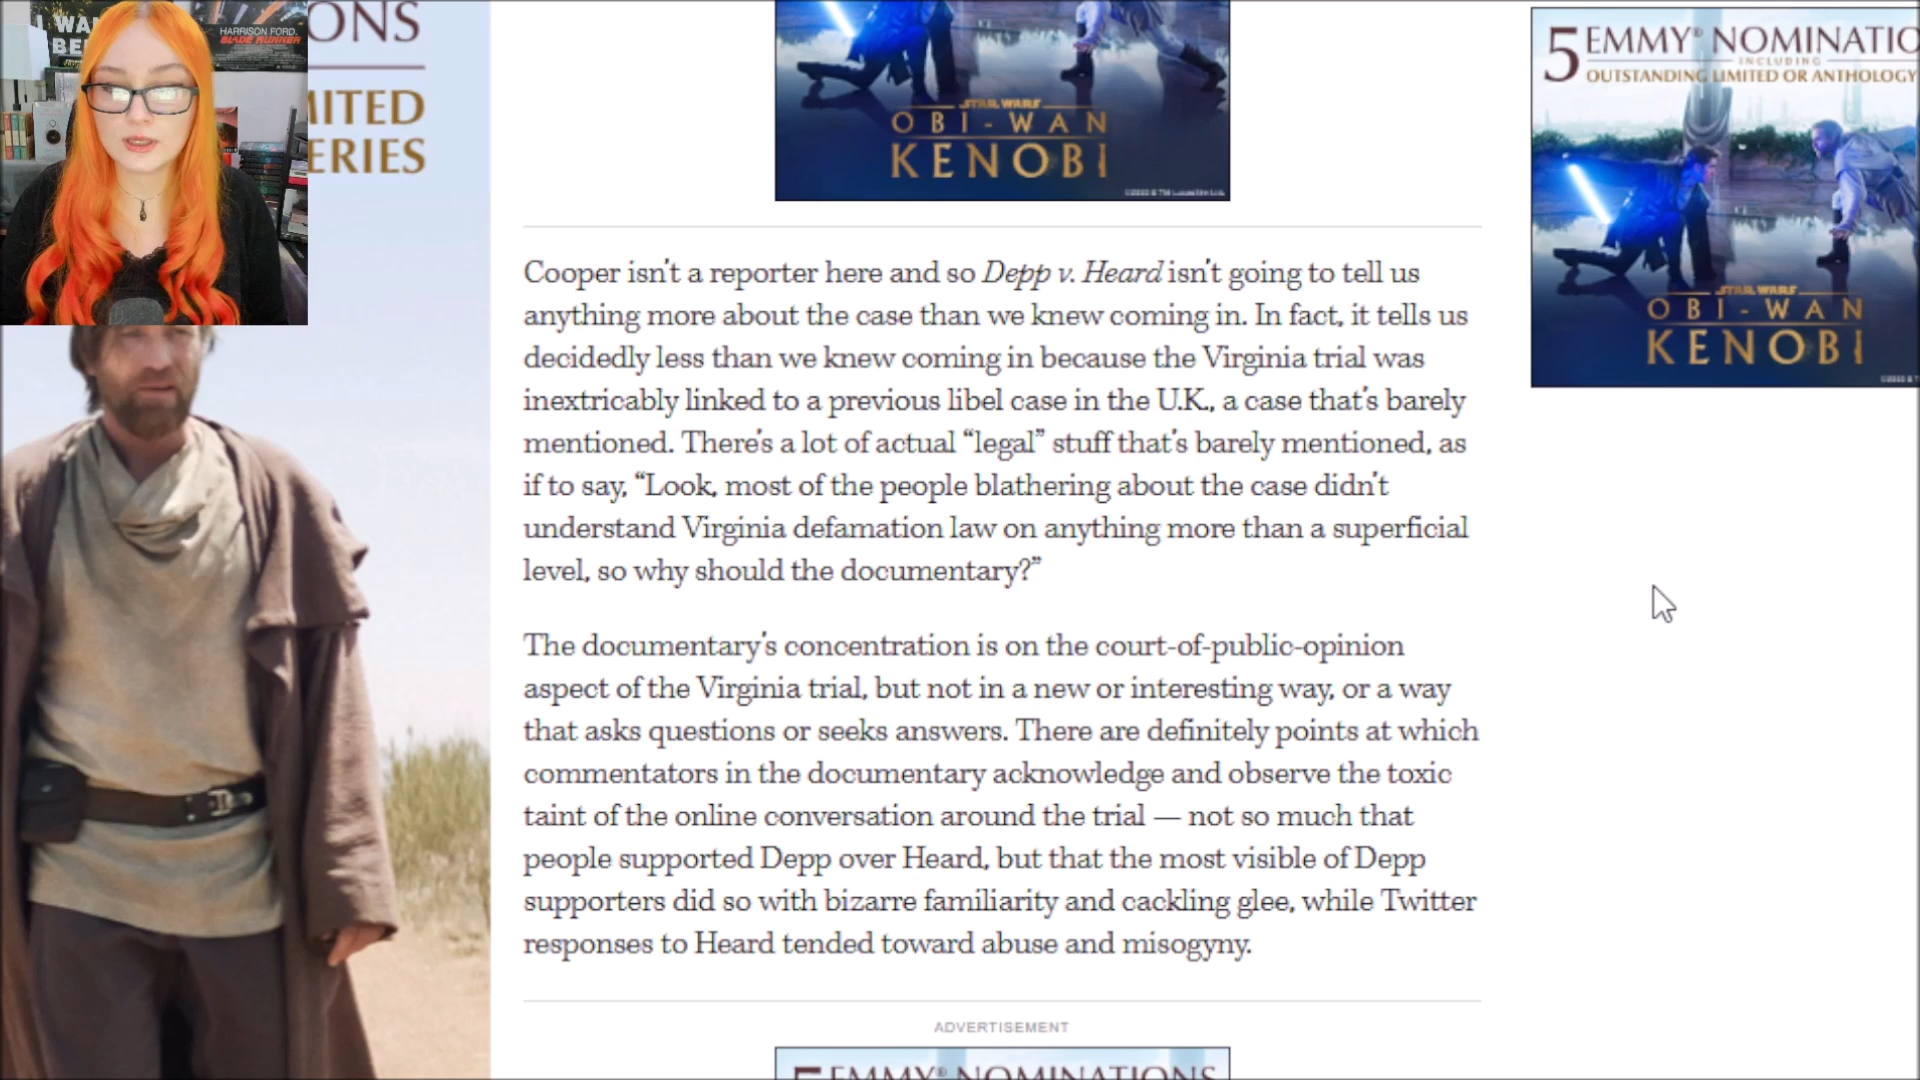 I WA
BE
HARRISON FORD.
BLADE RUNNER
ONS
MITED
ERIES
STAR WARS
OBI-WAN
KENOBI
5 EMMY® NOMINATIO
INCLUDING
OUTSTANDING LIMITED OR ANTHOLOGY
STAR WARS
OBI-WAN
KENOBI
Cooper isn't a reporter here and so Depp v. Heard isn't going to tell us
anything more about the case than we knew coming in. In fact, it tells us
decidedly less than we knew coming in because the Virginia trial was
inextricably linked to a previous libel case in the U.K., a case that's barely
mentioned. There's a lot of actual “legal” stuff that's barely mentioned, as
if to say, “Look, most of the people blathering about the case didn't
understand Virginia defamation law on anything more than a superficial
level, so why should the documentary?”
The documentary's concentration is on the court-of-public-opinion
aspect of the Virginia trial, but not in a new or interesting way, or a way
that asks questions or seeks answers. There are definitely points at which
commentators in the documentary acknowledge and observe the toxic
taint of the online conversation around the trial — not so much that
people supported Depp over Heard, but that the most visible of Depp
supporters did so with bizarre familiarity and cackling glee, while Twitter
responses to Heard tended toward abuse and misogyny.
ADVERTISEMENT
5 EMMY® NOMINATIONS